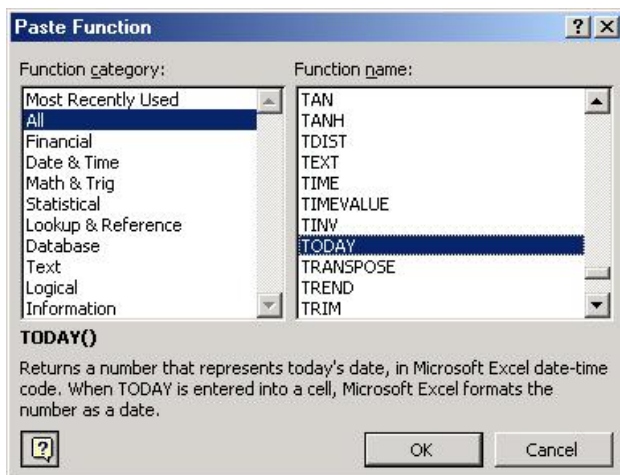 Paste Function
Function category:
Most Recently Used
All
Financial
Date & Time
Math & Trig
Statistical
Lookup & Reference
Database
Text
Logical
Information
Function name:
TAN
TANH
TDIST
TEXT
TIME
TIMEVALUE
TINV
TODAY
TRANSPOSE
TREND
TRIM
TODAY()
Returns a number that represents today's date, in Microsoft Excel date-time
code. When TODAY is entered into a cell, Microsoft Excel formats the
number as a date.
OK
Cancel